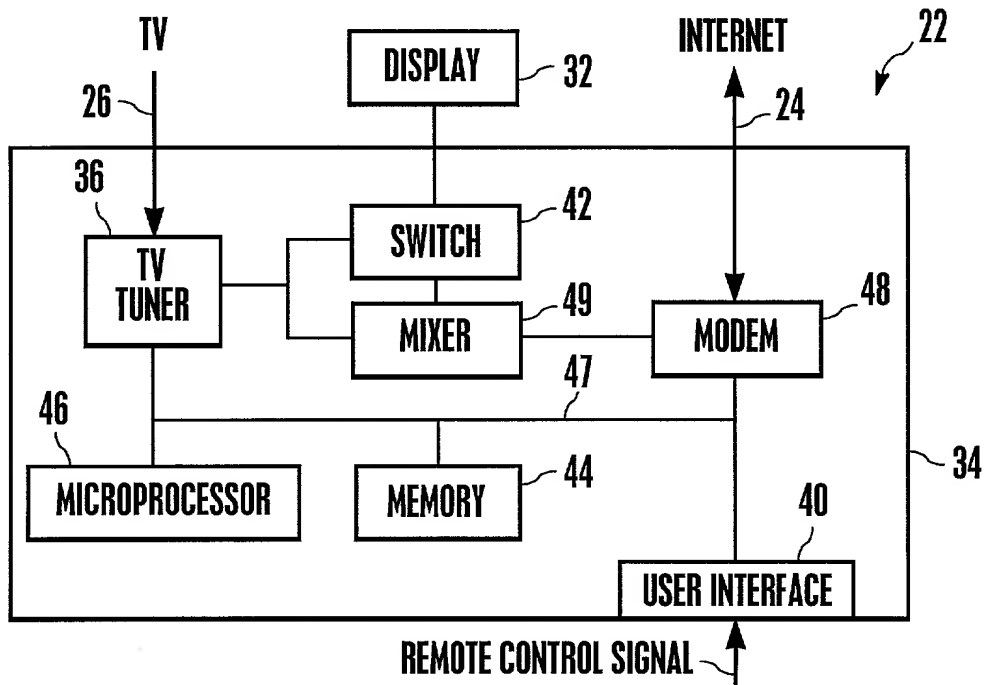 TV
DISPLAY
32
INTERNET
22
26
24
36
TV
TUNER
SWITCH
42
MIXER
49
MODEM
48
47
46
MICROPROCESSOR
MEMORY
44
34
40
USER INTERFACE
REMOTE CONTROL SIGNAL